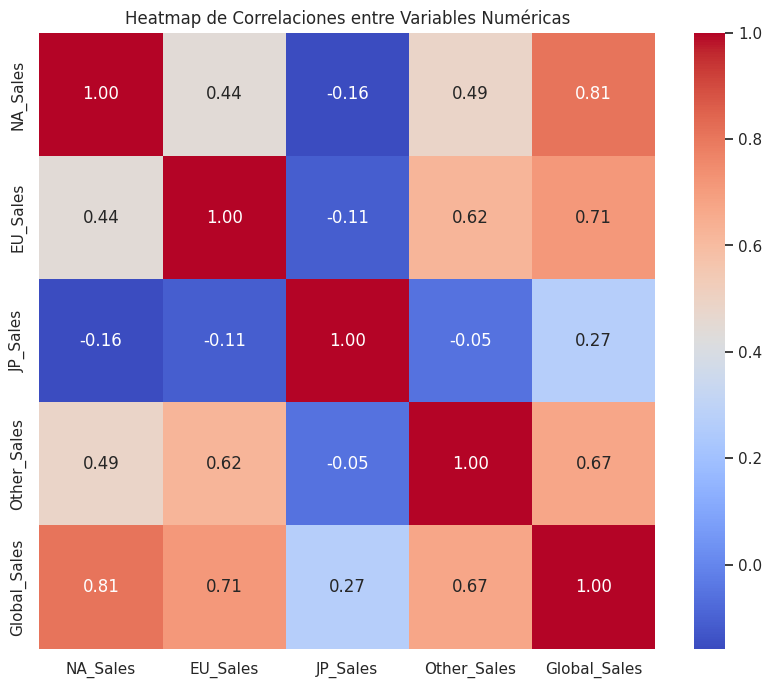 Heatmap de Correlaciones entre Variables Numéricas
NA_Sales 1.00 0.44 -0.16 0.49 0.81
EU_Sales 0.44 1.00 -0.11 0.62 0.71
JP_Sales -0.16 -0.11 1.00 -0.05 0.27
Other_Sales 0.49 0.62 -0.05 1.00 0.67
Global_Sales 0.81 0.71 0.27 0.67 1.00
NA_Sales EU_Sales JP_Sales Other_Sales Global_Sales
1.0
0.8
0.6
0.4
0.2
0.0